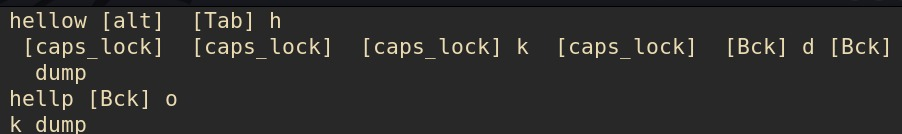 hellow [alt]  [Tab] h
 [caps_lock]  [caps_lock]  [caps_lock] k  [caps_lock]  [Bck] d [Bck]
  dump
hellp [Bck] o
k dump